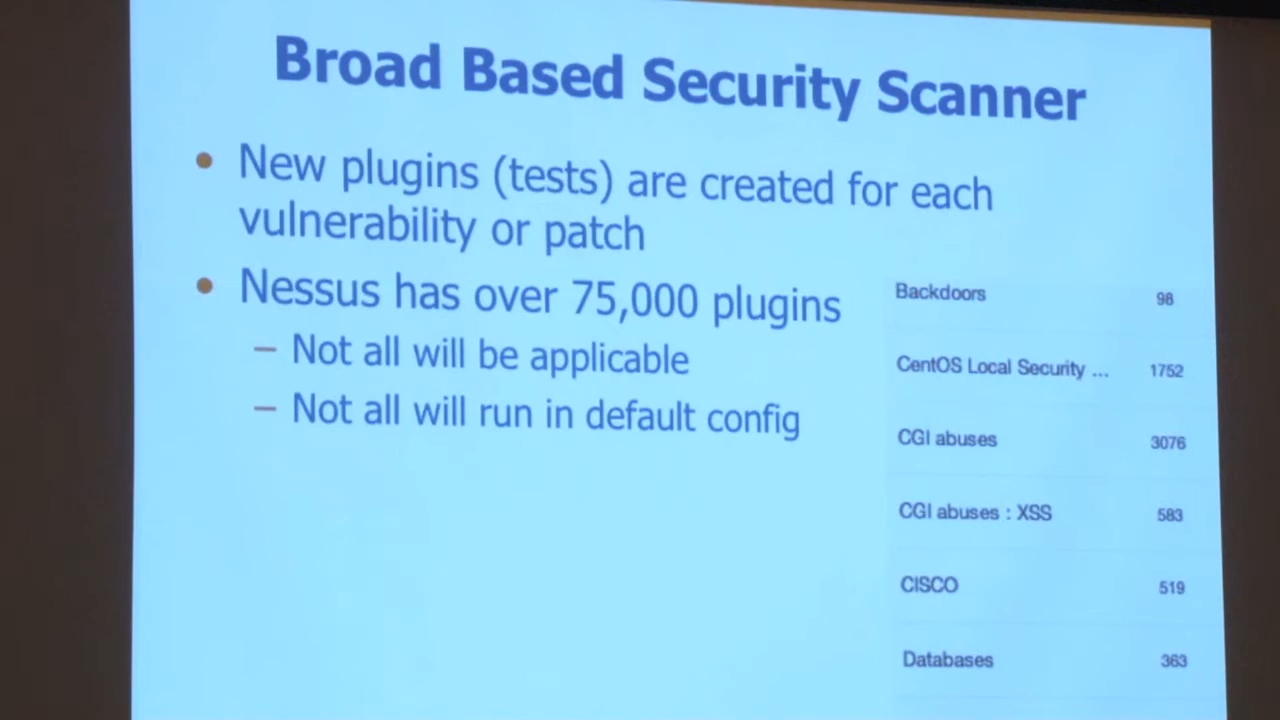 Broad Based Security Scanner
• New plugins (tests) are created for each
vulnerability or patch
• Nessus has over 75,000 plugins
– Not all will be applicable
– Not all will run in default config
Backdoors 98
CentOS Local Security ... 1752
CGI abuses 3076
CGI abuses : XSS 583
CISCO 519
Databases 363